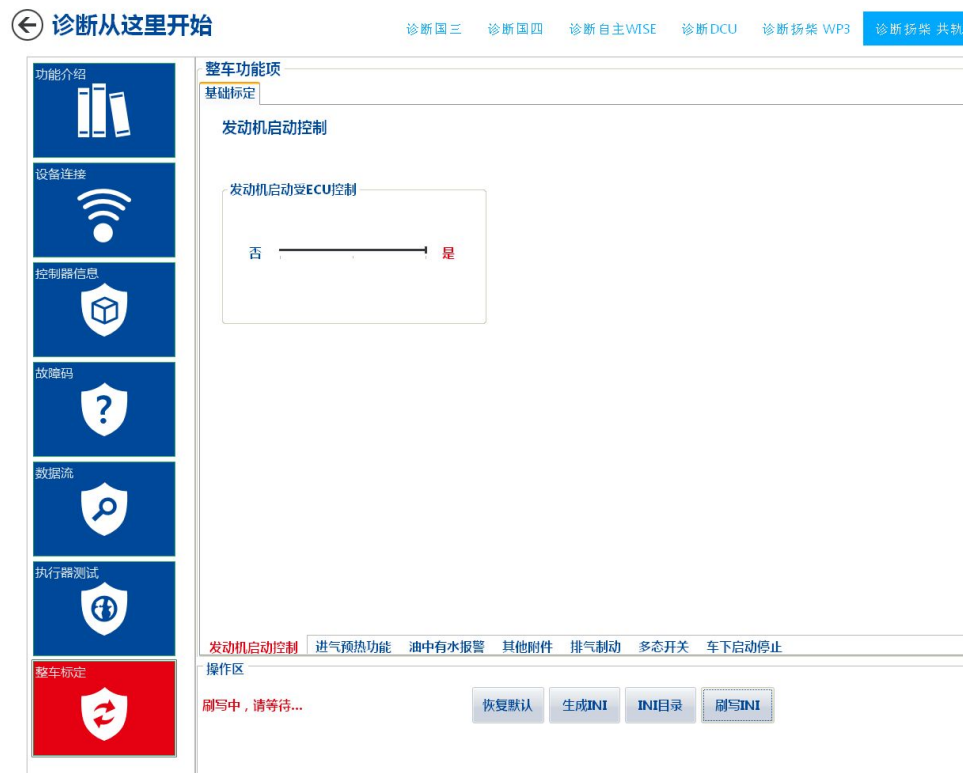 诊断从这里开始
诊断国三 诊断国四 诊断自主WISE 诊断DCU 诊断扬柴 WP3 诊断扬柴 共轨
功能介绍
设备连接
控制器信息
故障码
数据流
执行器测试
整车标定
整车功能项
基础标定
发动机启动控制
发动机启动受ECU控制
否 是
发动机启动控制 进气预热功能 油中有水报警 其他附件 排气制动 多态开关 车下启动停止
操作区
刷写中，请等待... 恢复默认 生成INI INI目录 刷写INI